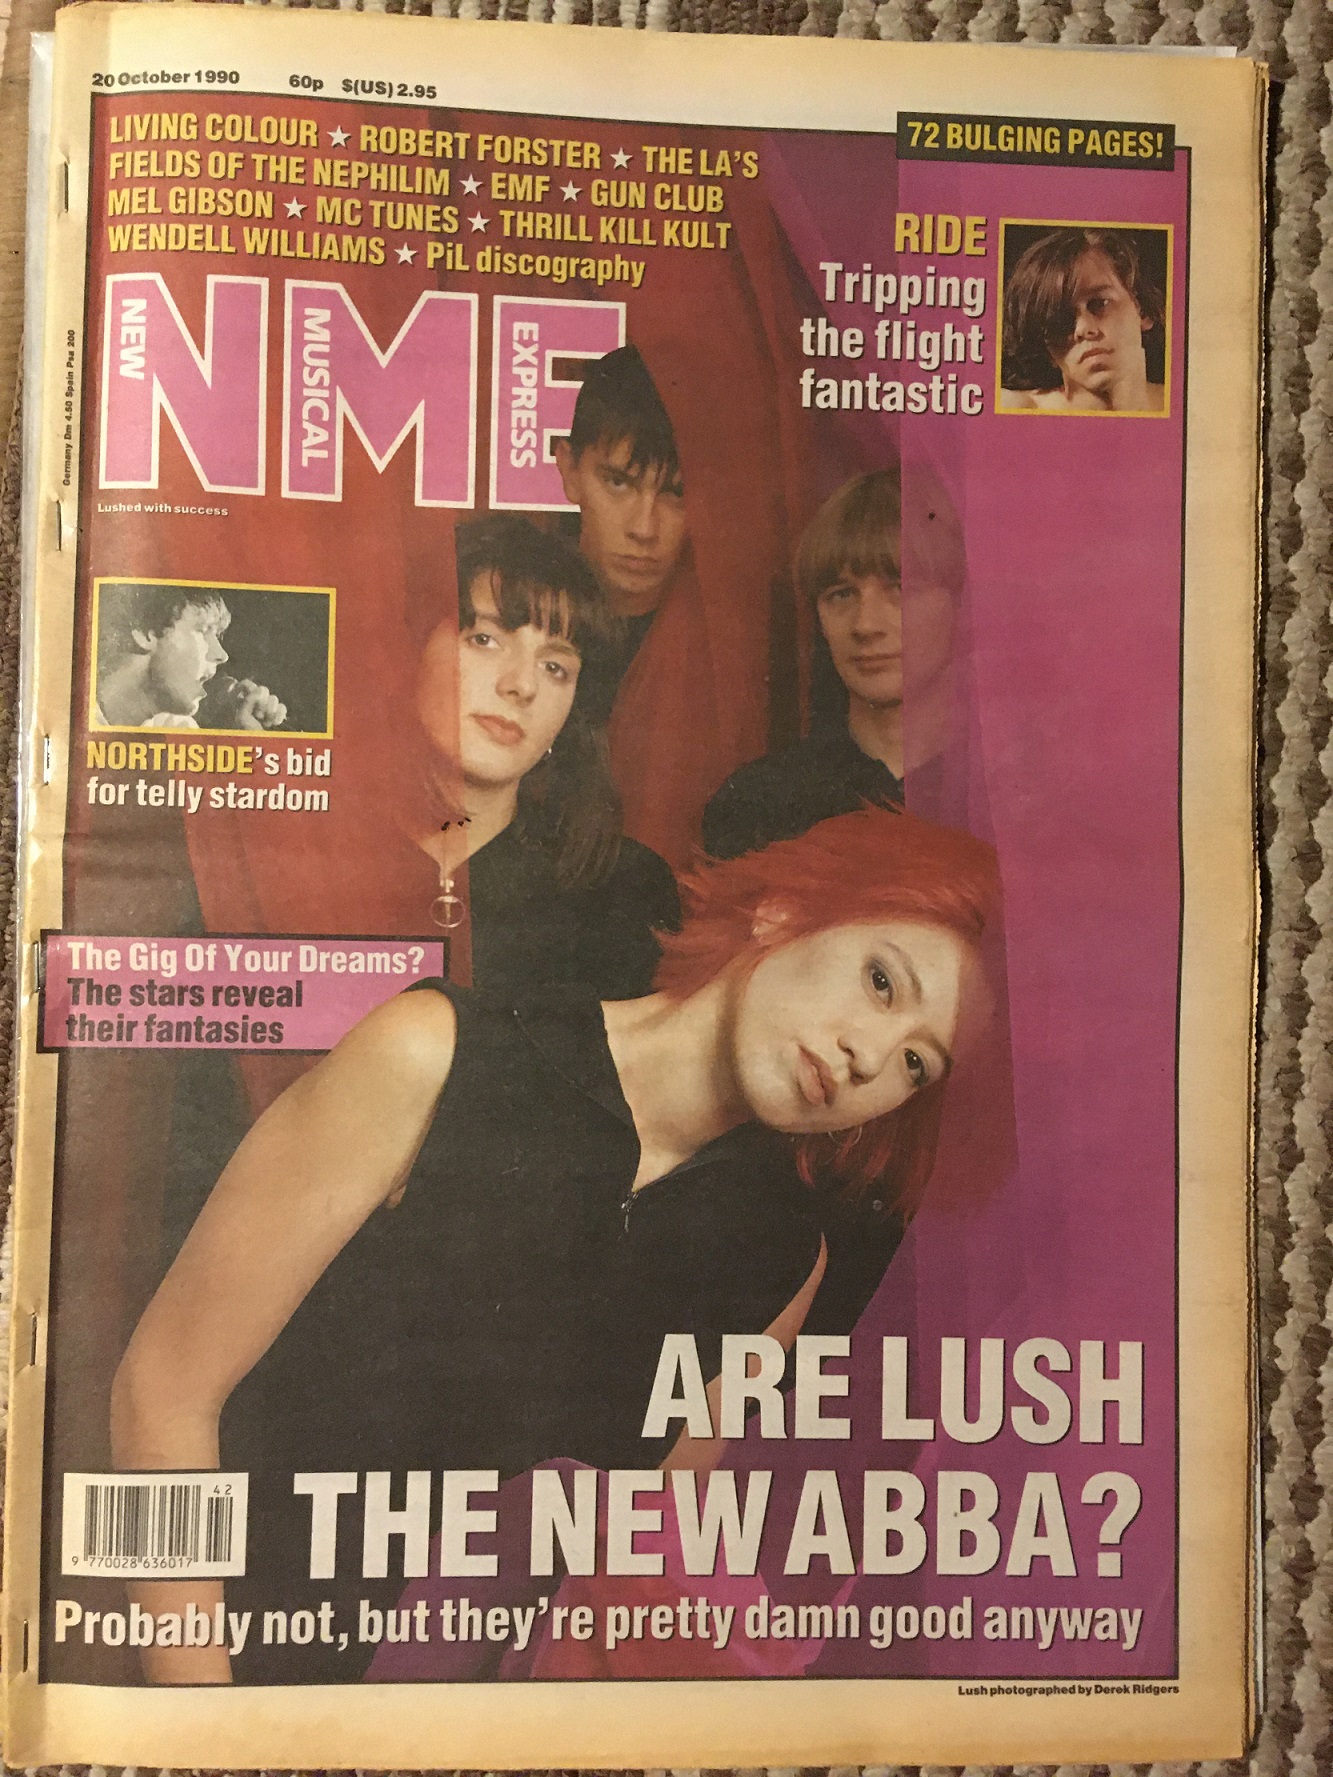 20 October 1990 60p $(US) 2.95
LIVING COLOUR ★ ROBERT FORSTER ★ THE LA'S
FIELDS OF THE NEPHILIM ★ EMF ★ GUN CLUB
MEL GIBSON ★ MC TUNES ★ THRILL KILL KULT
WENDELL WILLIAMS ★ PiL discography
72 BULGING PAGES!
RIDE
Tripping
the flight
fantastic
NME
NEW
MUSICAL
EXPRESS
Germany Dm 4.50 Spain Psa 200
Lushed with success
NORTHSIDE's bid
for telly stardom
The Gig Of Your Dreams?
The stars reveal
their fantasies
ARE LUSH
THE NEW ABBA?
42
9 770028 636017
Probably not, but they're pretty damn good anyway
Lush photographed by Derek Ridgers